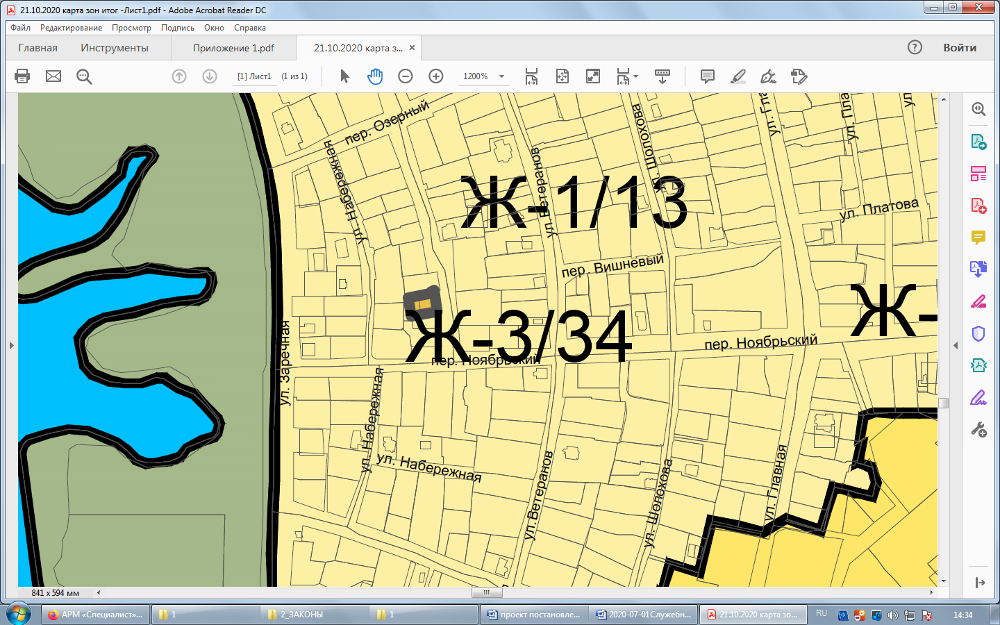 21.10.2020 карта зон итог -Лист1.pdf - Adobe Acrobat Reader DC
Файл Редактирование Просмотр Подпись Окно Справка
Главная Инструменты Приложение 1.pdf 21.10.2020 карта з... × Войти
[1] Лист1 (1 из 1) 1200%
пер. Озерный
ул. Набережная
ул. Ветеранов
ул. Шолохова
ул. Гла
ул. Пла
ул
Ж-1/13
ул. Платова
пер. Вишневый
Ж-
Ж-3/34
пер. Ноябрьский
пер. Ноябрьский
ул. Заречная
ул. Набережная
ул. Набережная
ул. Ветеранов
ул. Шолохова
ул. Главная
841 x 594 мм
АРМ «Специалист»... 1 2_ЗАКОНЫ 1 проект постановле... 2020-07-01Служебн... 21.10.2020 карта зо... RU 14:34